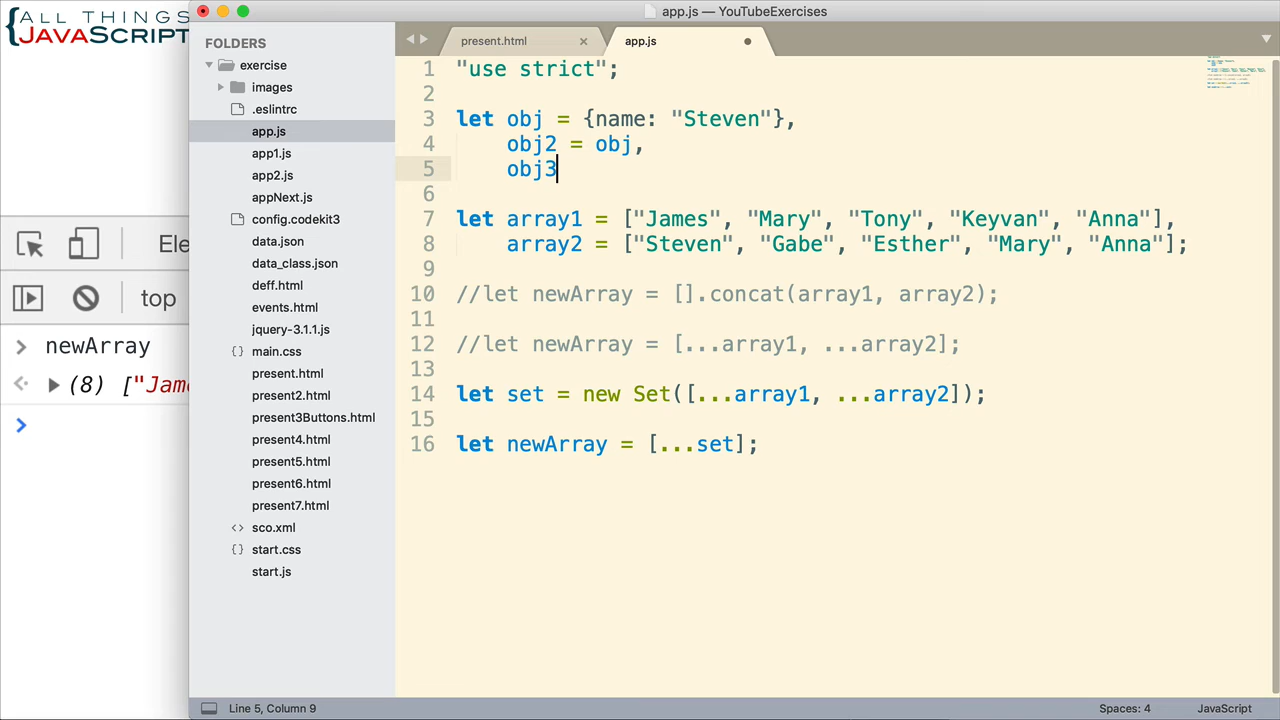 ALL THINGS
JAVASCRIPT
Ele
top
newArray
(8) ["Jame
app.js — YouTubeExercises
present.html
app.js
FOLDERS
exercise
images
.eslintrc
app.js
app1.js
app2.js
appNext.js
config.codekit3
data.json
data_class.json
deff.html
events.html
jquery-3.1.1.js
main.css
present.html
present2.html
present3Buttons.html
present4.html
present5.html
present6.html
present7.html
sco.xml
start.css
start.js
1 "use strict";
2
3 let obj = {name: "Steven"},
4 obj2 = obj,
5 obj3
6
7 let array1 = ["James", "Mary", "Tony", "Keyvan", "Anna"],
8 array2 = ["Steven", "Gabe", "Esther", "Mary", "Anna"];
9
10 //let newArray = [].concat(array1, array2);
11
12 //let newArray = [...array1, ...array2];
13
14 let set = new Set([...array1, ...array2]);
15
16 let newArray = [...set];
Line 5, Column 9
Spaces: 4
JavaScript